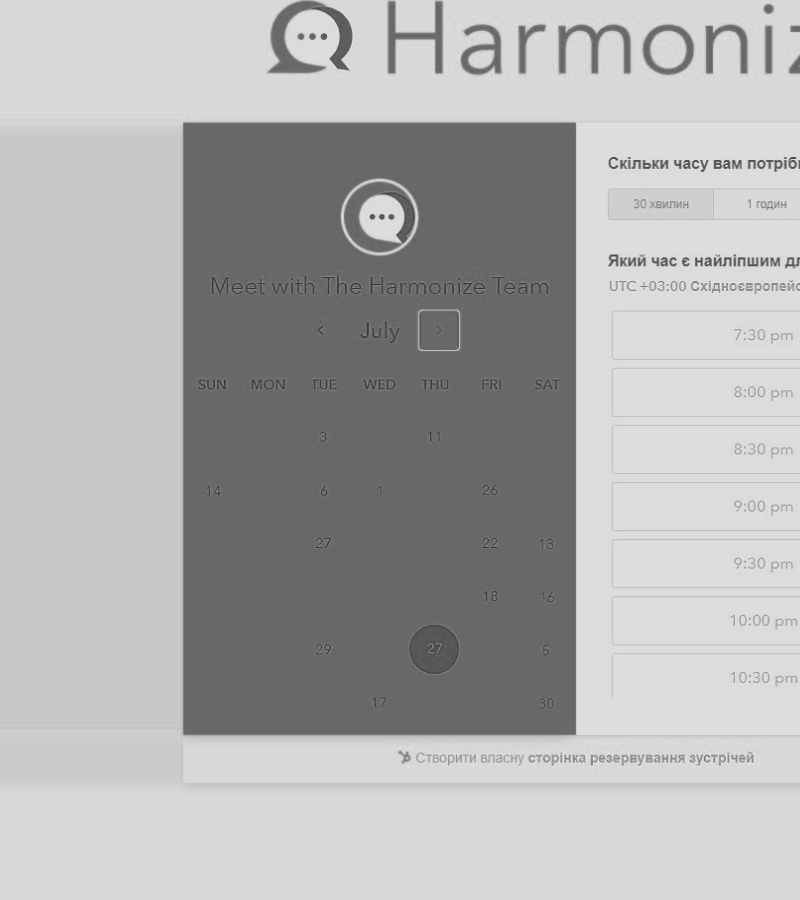 Harmoniz
Meet with The Harmonize Team
July
SUN MON TUE WED THU FRI SAT
3 11
14 6 1 26
27 22 13
18 16
29 27 5
17 30
Скільки часу вам потріб
30 хвилин 1 годин
Який час є найліпшим дл
UTC +03:00 Східноєвропейс
7:30 pm
8:00 pm
8:30 pm
9:00 pm
9:30 pm
10:00 pm
10:30 pm
Створити власну сторінка резервування зустрічей